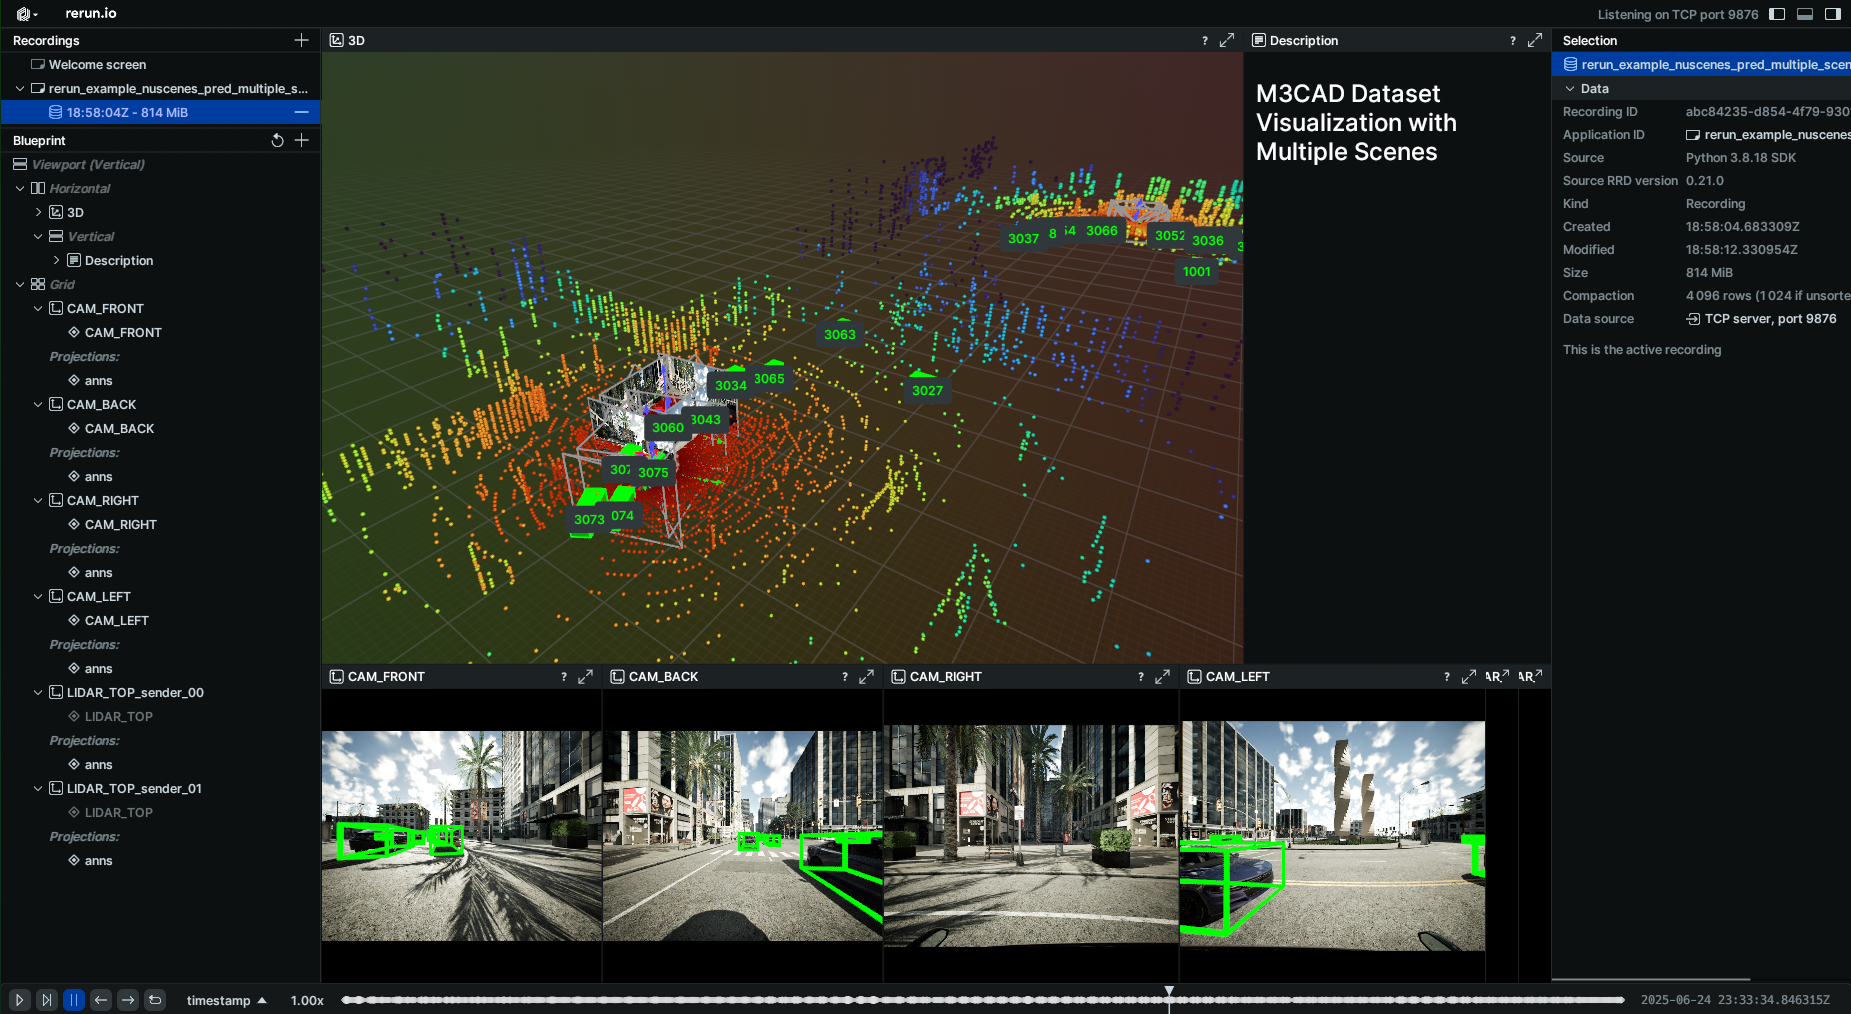 rerun.io
Listening on TCP port 9876
Recordings
Welcome screen
rerun_example_nuscenes_pred_multiple_s...
18:58:04Z - 814 MiB
Blueprint
Viewport (Vertical)
Horizontal
3D
Vertical
Description
Grid
CAM_FRONT
CAM_FRONT
Projections:
anns
CAM_BACK
CAM_BACK
Projections:
anns
CAM_RIGHT
CAM_RIGHT
Projections:
anns
CAM_LEFT
CAM_LEFT
Projections:
anns
LIDAR_TOP_sender_00
LIDAR_TOP
Projections:
anns
LIDAR_TOP_sender_01
LIDAR_TOP
Projections:
anns
3D ?
3037 8 54 3066 3052 3036 3
1001
3063
3034 3065
3027
3060 3043
307 3075
3073 074
Description ?
M3CAD Dataset
Visualization with
Multiple Scenes
CAM_FRONT ?
CAM_BACK ?
CAM_RIGHT ?
CAM_LEFT ?
AR_ AR_
Selection
rerun_example_nuscenes_pred_multiple_scen
Data
Recording ID abc84235-d854-4f79-930
Application ID rerun_example_nuscenes
Source Python 3.8.18 SDK
Source RRD version 0.21.0
Kind Recording
Created 18:58:04.683309Z
Modified 18:58:12.330954Z
Size 814 MiB
Compaction 4 096 rows (1 024 if unsorte
Data source TCP server, port 9876
This is the active recording
timestamp 1.00x 2025-06-24 23:33:34.846315Z